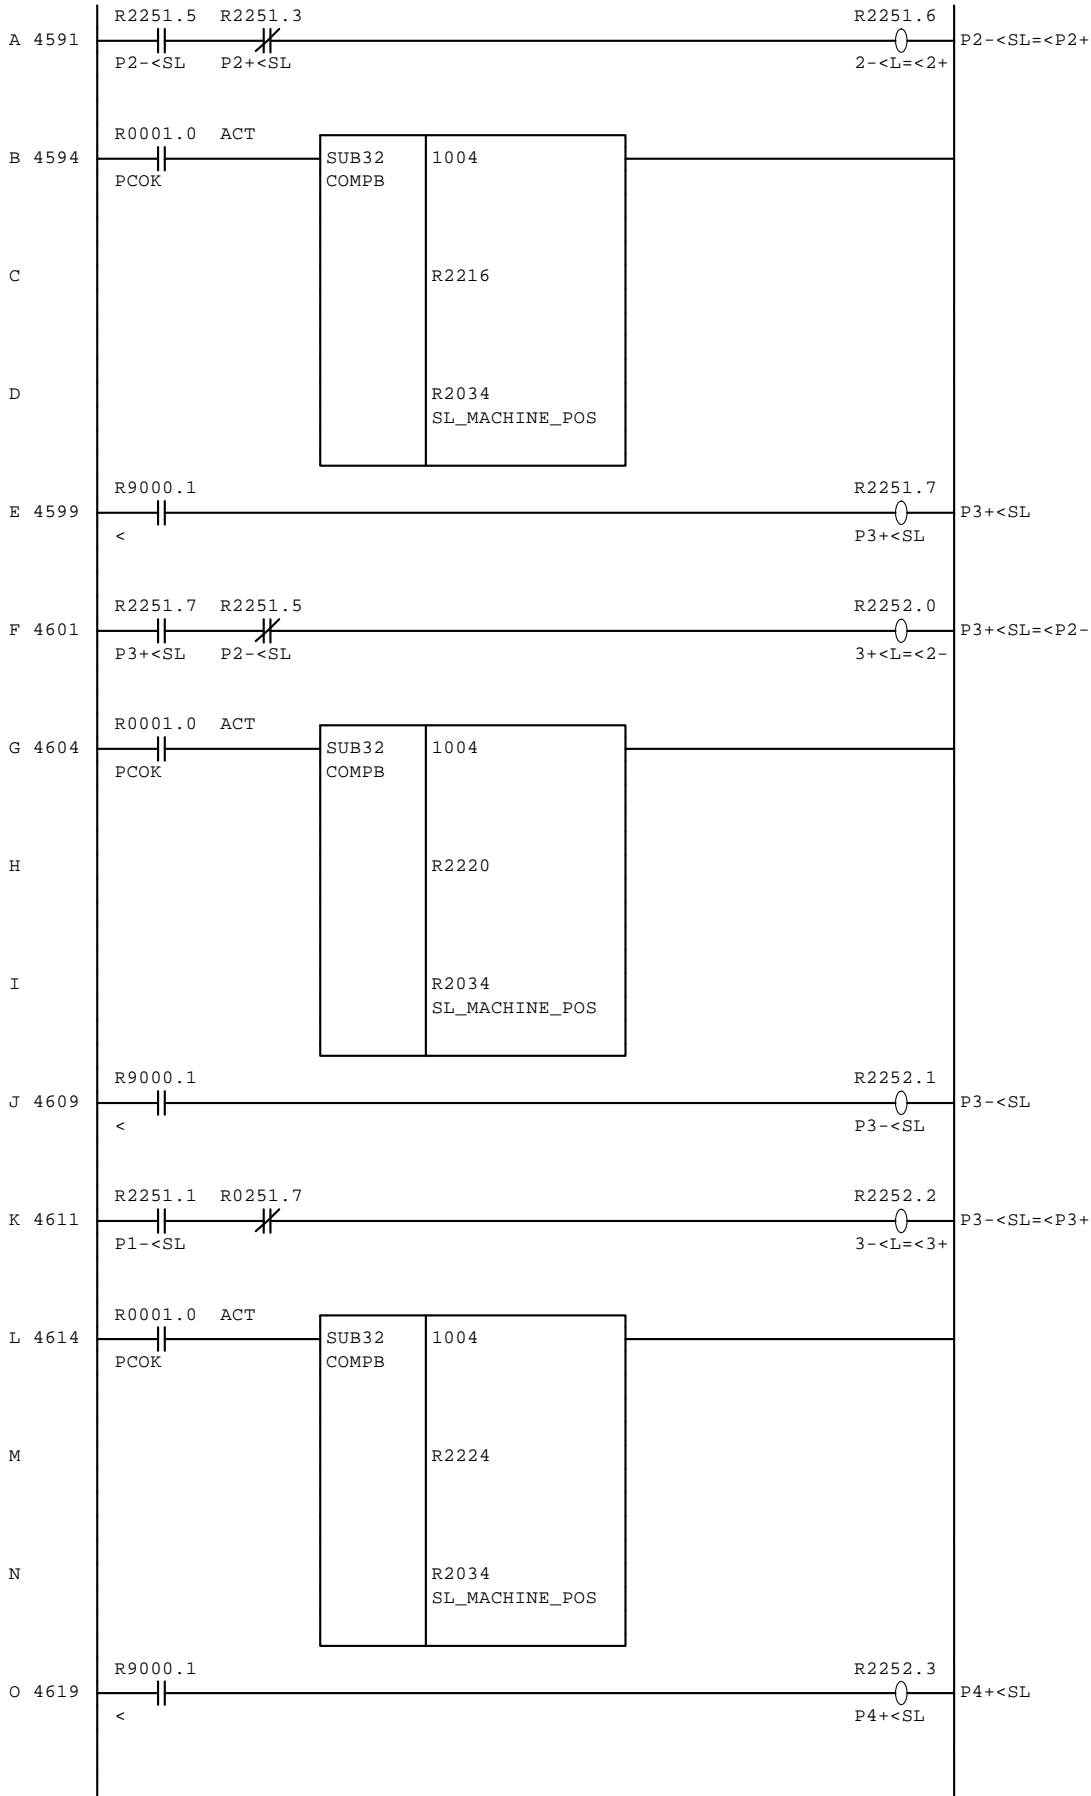 R2251.5 R2251.3 R2251.6
A 4591 P2-<SL=<P2+
P2-<SL P2+<SL 2-<L=<2+
R0001.0 ACT
B 4594 SUB32 1004
PCOK COMPB
C R2216
D R2034
SL_MACHINE_POS
R9000.1 R2251.7
E 4599 P3+<SL
< P3+<SL
R2251.7 R2251.5 R2252.0
F 4601 P3+<SL=<P2-
P3+<SL P2-<SL 3+<L=<2-
R0001.0 ACT
G 4604 SUB32 1004
PCOK COMPB
H R2220
I R2034
SL_MACHINE_POS
R9000.1 R2252.1
J 4609 P3-<SL
< P3-<SL
R2251.1 R0251.7 R2252.2
K 4611 P3-<SL=<P3+
P1-<SL 3-<L=<3+
R0001.0 ACT
L 4614 SUB32 1004
PCOK COMPB
M R2224
N R2034
SL_MACHINE_POS
R9000.1 R2252.3
O 4619 P4+<SL
< P4+<SL